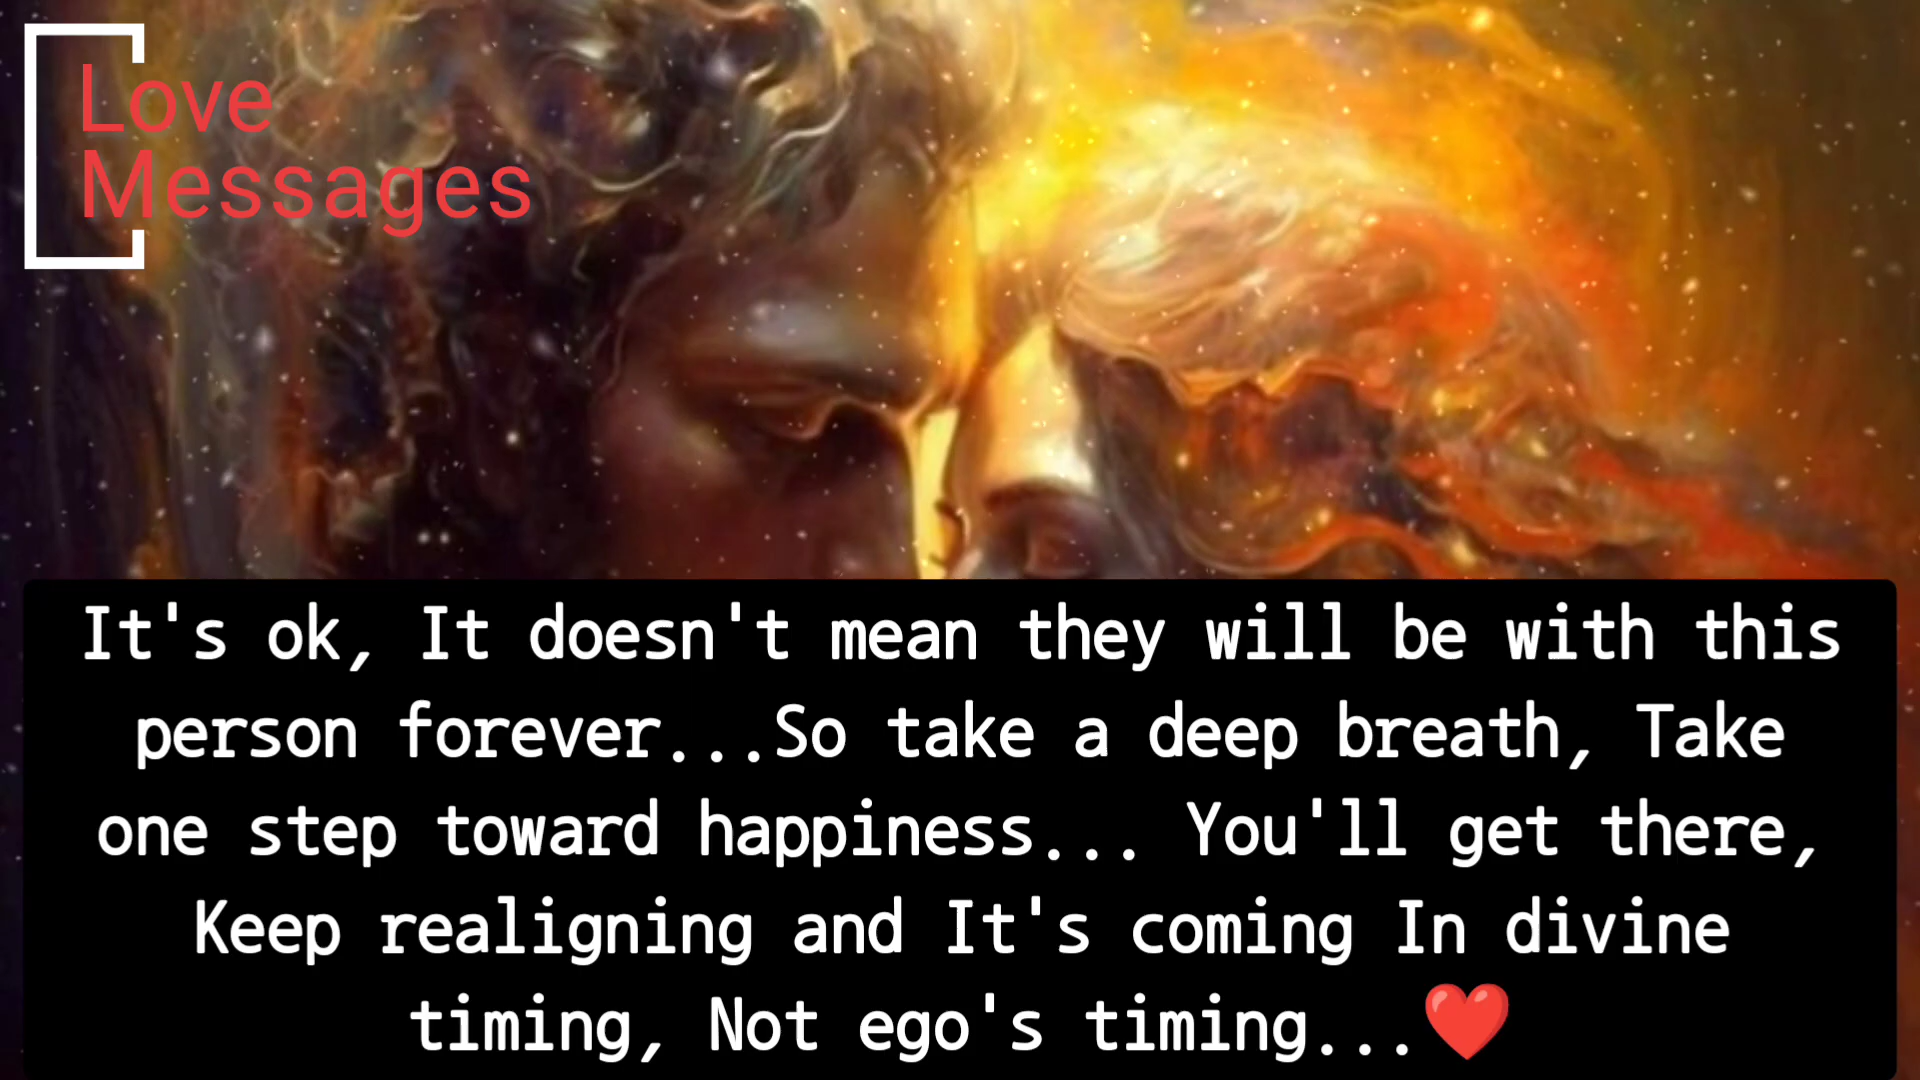 Love
Messages
It's ok, It doesn't mean they will be with this
person forever...So take a deep breath, Take
one step toward happiness... You'll get there,
Keep realigning and It's coming In divine
timing, Not ego's timing...❤️